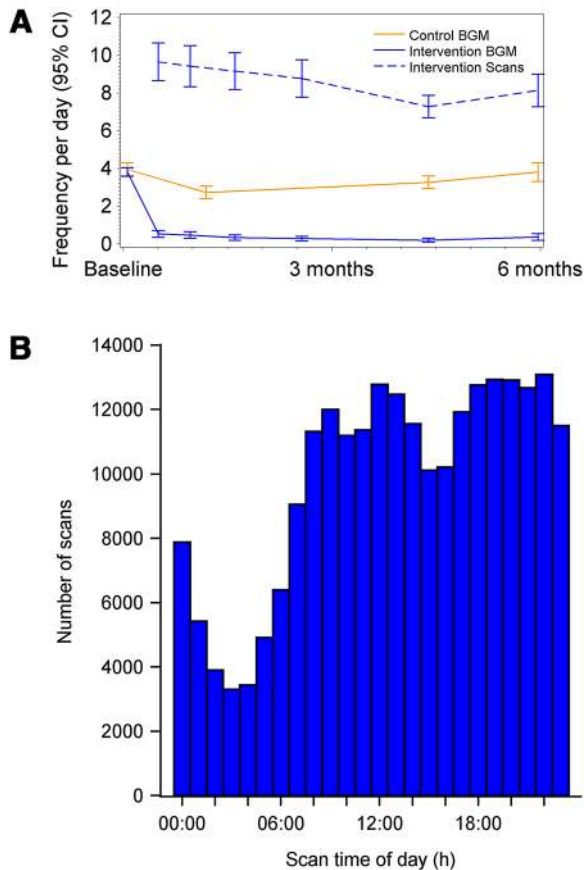 A
Frequency per day (95% CI)
12
10
8
6
4
2
0
Control BGM
Intervention BGM
Intervention Scans
Baseline
3 months
6 months
B
Number of scans
14000
12000
10000
8000
6000
4000
2000
0
00:00
06:00
12:00
18:00
Scan time of day (h)